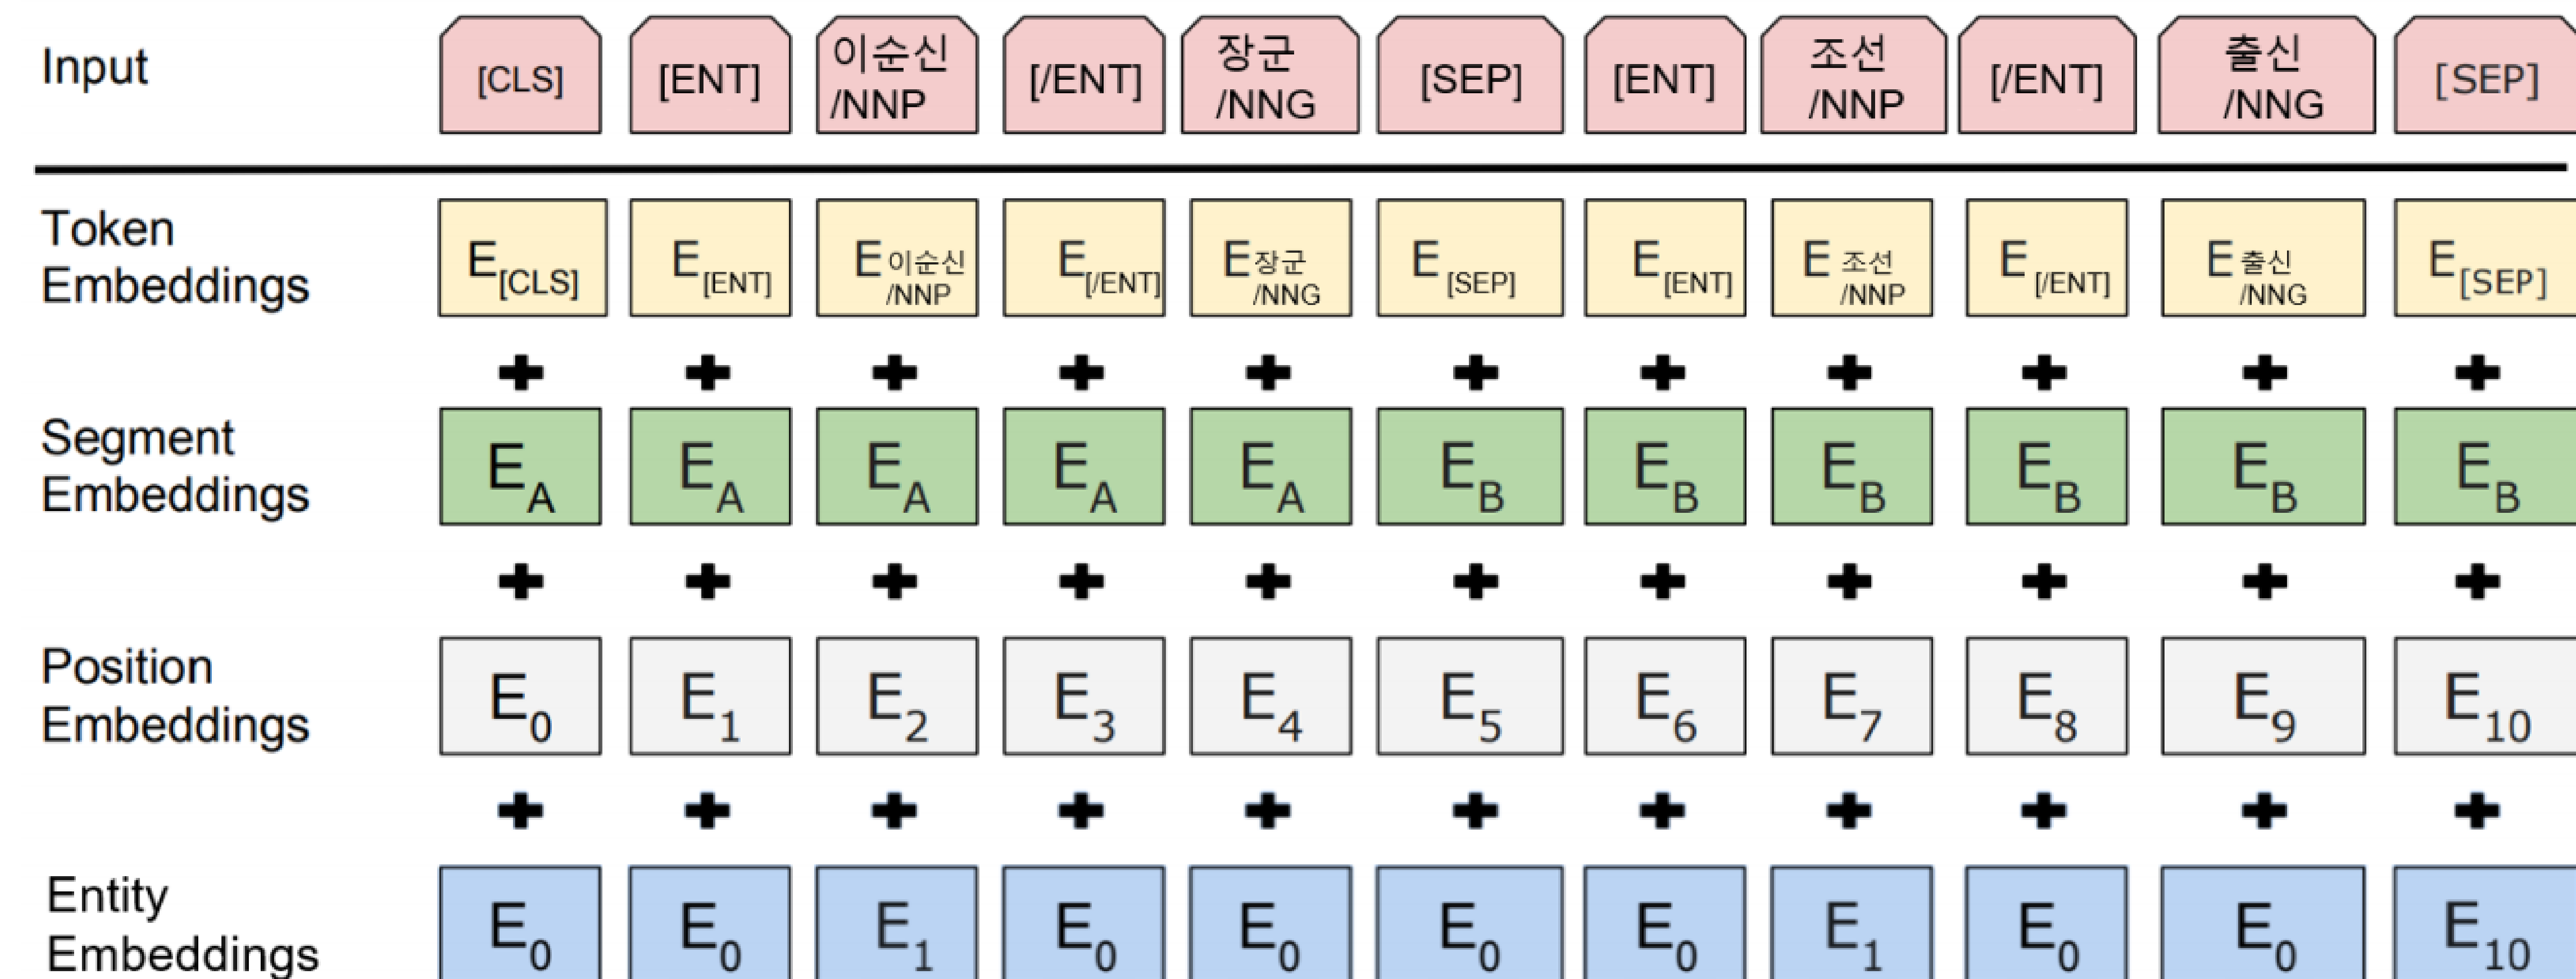 Input [CLS] [ENT] 이순신 /NNP [/ENT] 장군 /NNG [SEP] [ENT] 조선 /NNP [/ENT] 출신 /NNG [SEP]
Token Embeddings E[CLS] E[ENT] E이순신/NNP E[/ENT] E장군/NNG E[SEP] E[ENT] E조선/NNP E[/ENT] E출신/NNG E[SEP]
+ + + + + + + + + + +
Segment Embeddings EA EA EA EA EA EB EB EB EB EB EB
+ + + + + + + + + + +
Position Embeddings E0 E1 E2 E3 E4 E5 E6 E7 E8 E9 E10
+ + + + + + + + + + +
Entity Embeddings E0 E0 E1 E0 E0 E0 E0 E1 E0 E0 E10